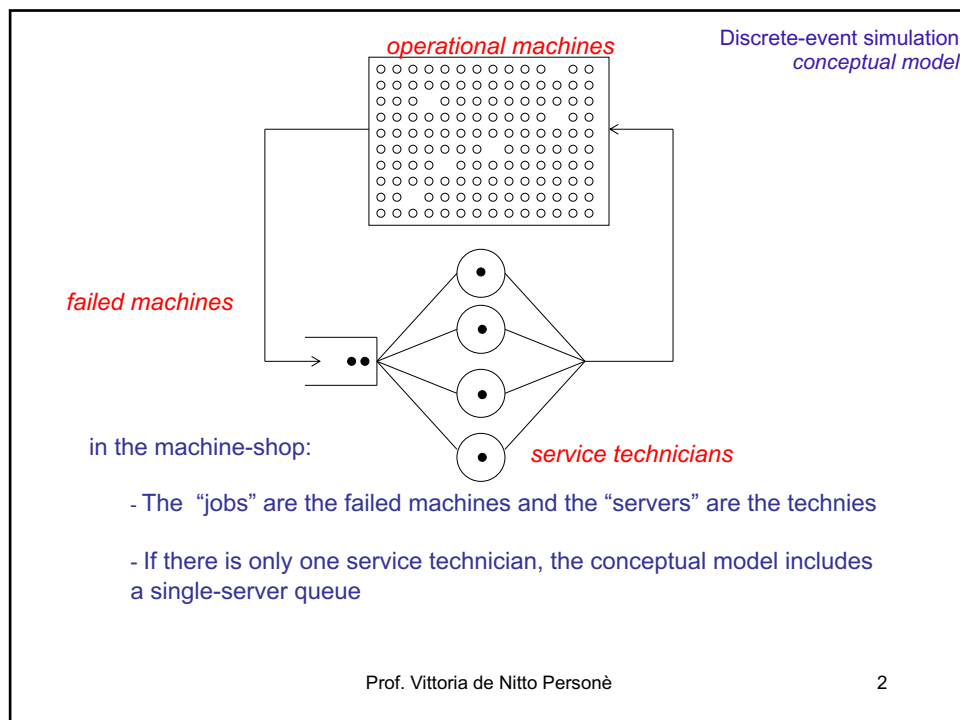 operational machines
Discrete-event simulation
conceptual model
failed machines
service technicians
in the machine-shop:
- The “jobs” are the failed machines and the “servers” are the technies
- If there is only one service technician, the conceptual model includes
a single-server queue
Prof. Vittoria de Nitto Personè
2